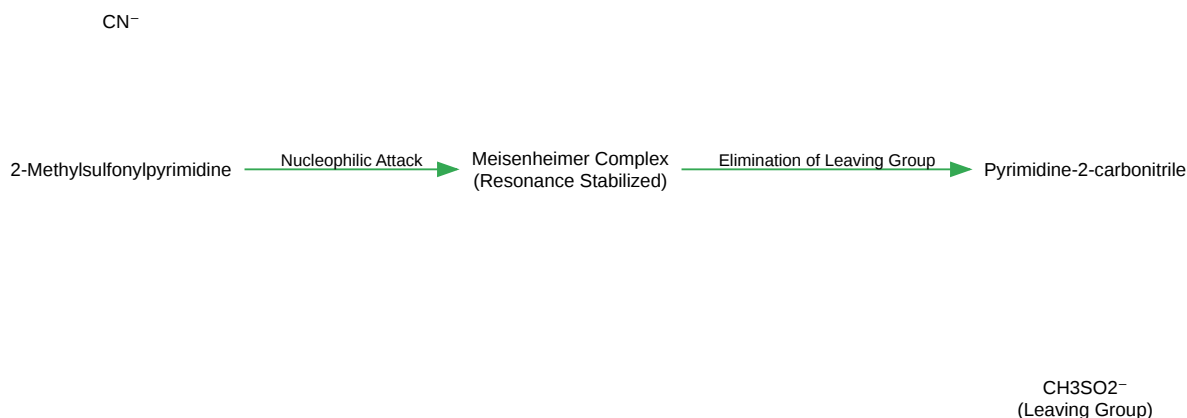 CN⁻
2-Methylsulfonylpyrimidine
Nucleophilic Attack
Meisenheimer Complex
(Resonance Stabilized)
Elimination of Leaving Group
Pyrimidine-2-carbonitrile
CH3SO2⁻
(Leaving Group)